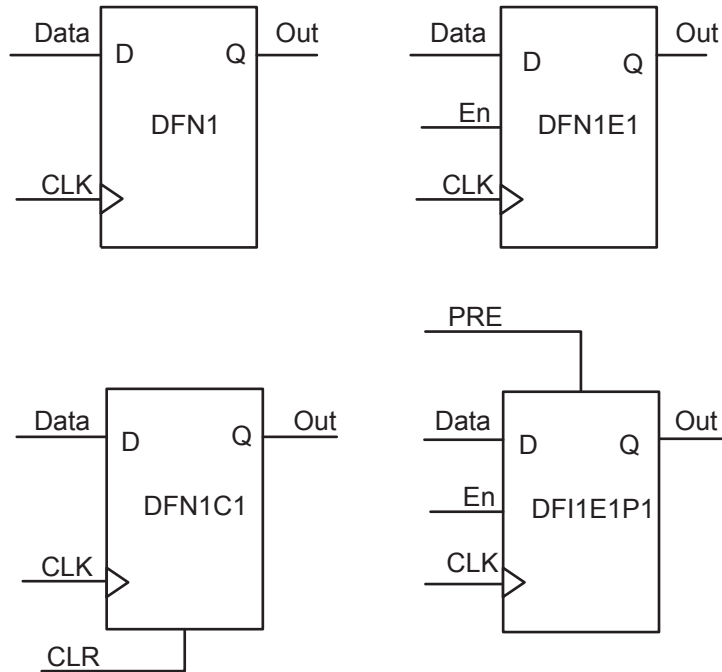 Data
D
Q
Out
DFN1
CLK
Data
D
Q
Out
En
DFN1E1
CLK
Data
D
Q
Out
DFN1C1
CLK
CLR
PRE
Data
D
Q
Out
En
DFI1E1P1
CLK